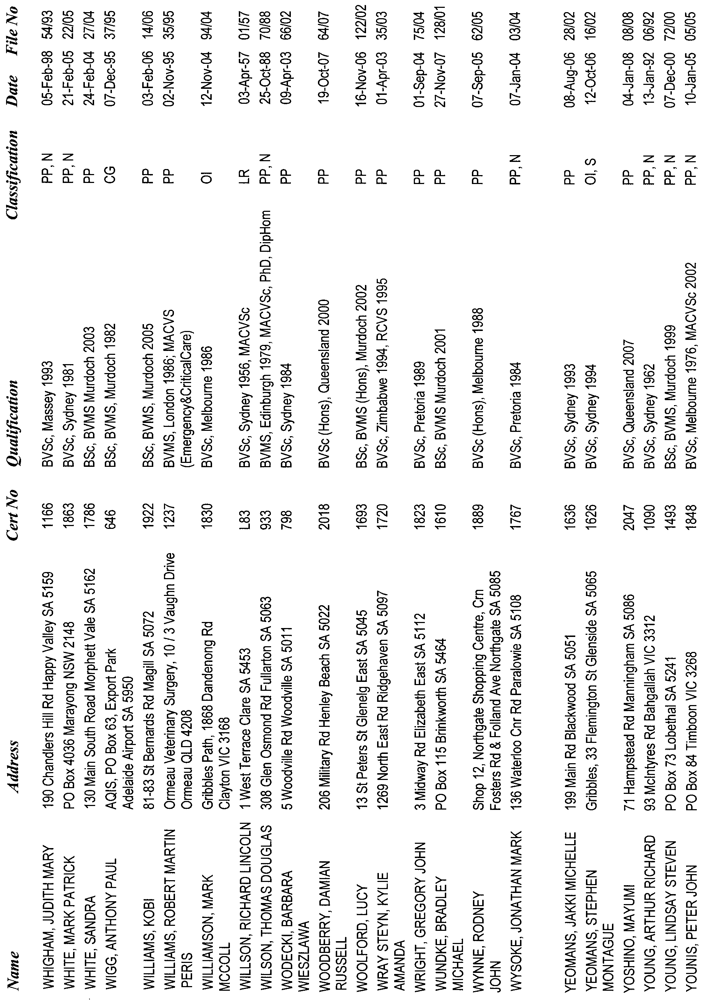 Name Address Cert No Qualification Classification Date File No
WHIGHAM, JUDITH MARY 190 Chandlers Hill Rd Happy Valley SA 5159 1166 BVSc, Massey 1993 PP, N 05-Feb-98 54/93
WHITE, MARK PATRICK PO Box 4036 Marayong NSW 2148 1863 BVSc, Sydney 1981 PP, N 21-Feb-05 22/05
WHITE, SANDRA 130 Main South Road Morphett Vale SA 5162 1786 BSc, BVMS Murdoch 2003 PP 24-Feb-04 27/04
WIGG, ANTHONY PAUL AQIS, PO Box 63, Export Park 646 BSc, BVMS, Murdoch 1982 CG 07-Dec-95 37/95
Adelaide Airport SA 5950
WILLIAMS, KOBI 81-83 St Bernards Rd Magill SA 5072 1922 BSc, BVMS, Murdoch 2005 PP 03-Feb-06 14/06
WILLIAMS, ROBERT MARTIN Ormeau Veterinary Surgery, 10 / 3 Vaughn Drive 1237 BVMS, London 1986; MACVS PP 02-Nov-95 35/95
PERIS Ormeau QLD 4208 (Emergency&CriticalCare)
WILLIAMSON, MARK Gribbles Path, 1868 Dandenong Rd 1830 BVSc, Melbourne 1986 OI 12-Nov-04 94/04
MCCOLL Clayton VIC 3168
WILLSON, RICHARD LINCOLN 1 West Terrace Clare SA 5453 L83 BVSc, Sydney 1956, MACVSc LR 03-Apr-57 01/57
WILSON, THOMAS DOUGLAS 308 Glen Osmond Rd Fullarton SA 5063 933 BVMS, Edinburgh 1979, MACVSc, PhD, DipHom PP, N 25-Oct-88 70/88
WODECKI, BARBARA 5 Woodville Rd Woodville SA 5011 798 BVSc, Sydney 1984 PP 09-Apr-03 66/02
WIESZLAWA
WOODBERRY, DAMIAN 206 Military Rd Henley Beach SA 5022 2018 BVSc (Hons), Queensland 2000 PP 19-Oct-07 64/07
RUSSELL
WOOLFORD, LUCY 13 St Peters St Glenelg East SA 5045 1693 BSc, BVMS (Hons), Murdoch 2002 PP 16-Nov-06 122/02
WRAY STEYN, KYLIE 1269 North East Rd Ridgehaven SA 5097 1720 BVSc, Zimbabwe 1994, RCVS 1995 PP 01-Apr-03 35/03
AMANDA
WRIGHT, GREGORY JOHN 3 Midway Rd Elizabeth East SA 5112 1823 BVSc, Pretoria 1989 PP 01-Sep-04 75/04
WUNDKE, BRADLEY PO Box 115 Brinkworth SA 5464 1610 BSc, BVMS Murdoch 2001 PP 27-Nov-07 128/01
MICHAEL
WYNNE, RODNEY Shop 12, Northgate Shopping Centre, Crn 1889 BVSc (Hons), Melbourne 1988 PP 07-Sep-05 62/05
JOHN Fosters Rd & Folland Ave Northgate SA 5085
WYSOKE, JONATHAN MARK 136 Waterloo Cnr Rd Paralowie SA 5108 1767 BVSc, Pretoria 1984 PP, N 07-Jan-04 03/04
YEOMANS, JAKKI MICHELLE 199 Main Rd Blackwood SA 5051 1636 BVSc, Sydney 1993 PP 08-Aug-06 28/02
YEOMANS, STEPHEN Gribbles, 33 Flemington St Glenside SA 5065 1626 BVSc, Sydney 1994 OI, S 12-Oct-06 16/02
MONTAGUE
YOSHINO, MAYUMI 71 Hampstead Rd Manningham SA 5086 2047 BVSc, Queensland 2007 PP 04-Jan-08 08/08
YOUNG, ARTHUR RICHARD 93 McIntyres Rd Bahgallah VIC 3312 1090 BVSc, Sydney 1962 PP, N 13-Jan-92 06/92
YOUNG, LINDSAY STEVEN PO Box 73 Lobethal SA 5241 1493 BSc, BVMS, Murdoch 1999 PP, N 07-Dec-00 72/00
YOUNIS, PETER JOHN PO Box 84 Timboon VIC 3268 1848 BVSc, Melbourne 1976, MACVSc 2002 PP, N 10-Jan-05 05/05